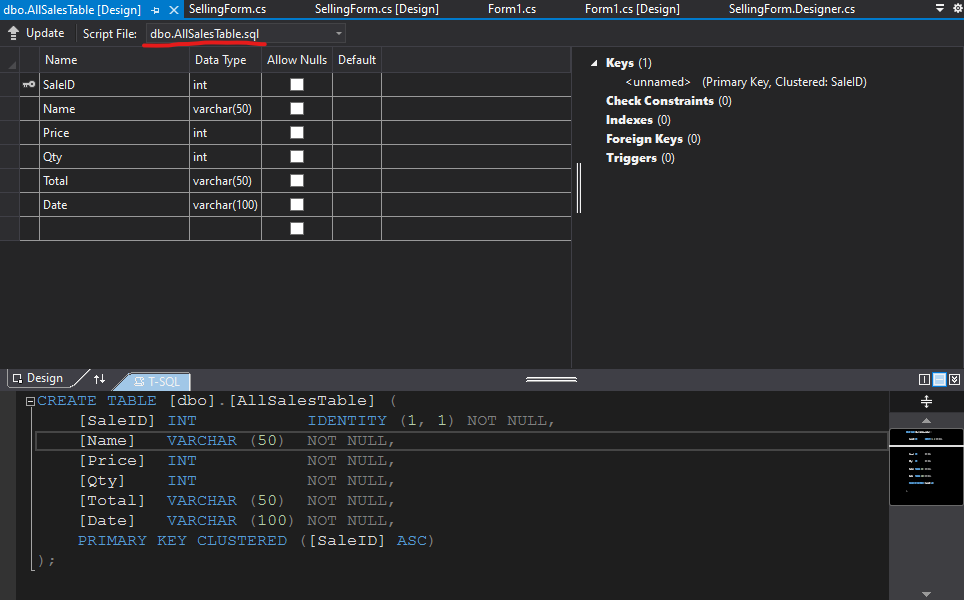 dbo.AllSalesTable [Design] SellingForm.cs SellingForm.cs [Design] Form1.cs Form1.cs [Design] SellingForm.Designer.cs
Update Script File: dbo.AllSalesTable.sql
Name Data Type Allow Nulls Default
SaleID int
Name varchar(50)
Price int
Qty int
Total varchar(50)
Date varchar(100)
Keys (1)
<unnamed> (Primary Key, Clustered: SaleID)
Check Constraints (0)
Indexes (0)
Foreign Keys (0)
Triggers (0)
Design T-SQL
CREATE TABLE [dbo].[AllSalesTable] (
[SaleID] INT IDENTITY (1, 1) NOT NULL,
[Name] VARCHAR (50) NOT NULL,
[Price] INT NOT NULL,
[Qty] INT NOT NULL,
[Total] VARCHAR (50) NOT NULL,
[Date] VARCHAR (100) NOT NULL,
PRIMARY KEY CLUSTERED ([SaleID] ASC)
);